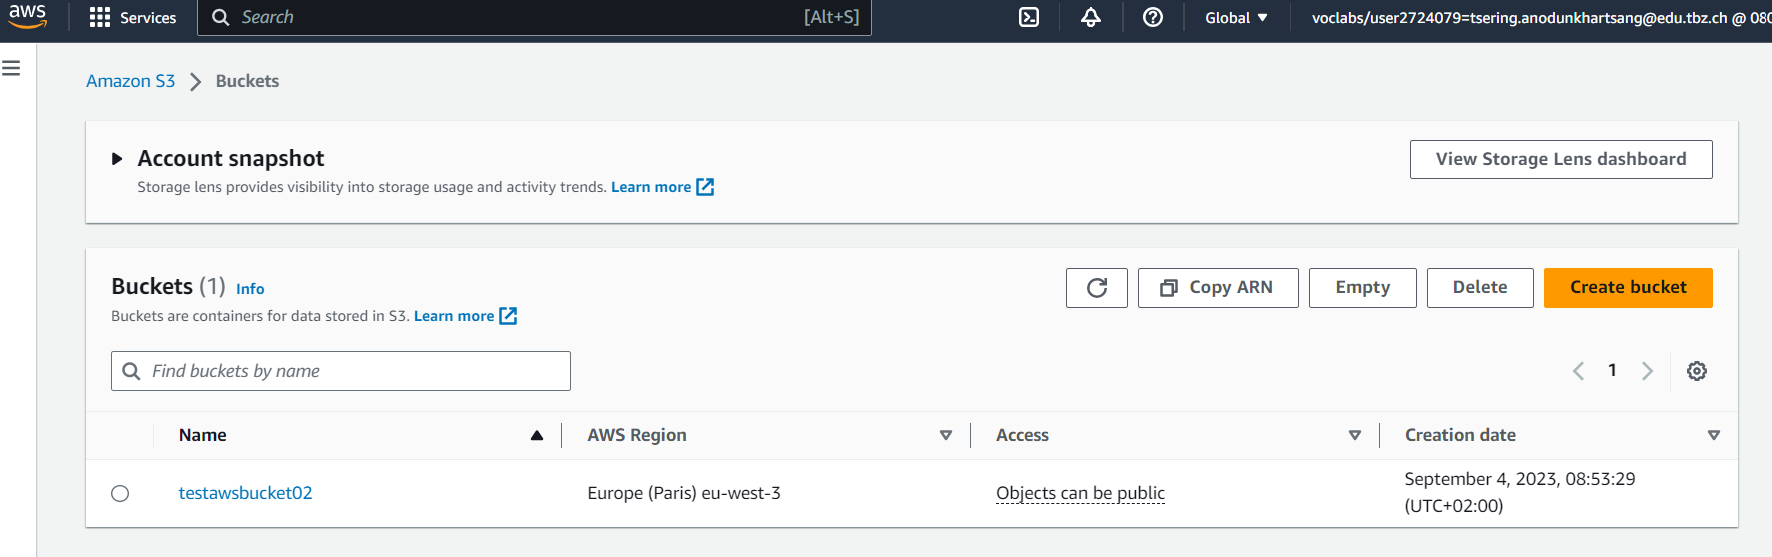 aws
Services
Search
[Alt+S]
Global
voclabs/user2724079=tsering.anodunkhartsang@edu.tbz.ch @ 080
Amazon S3
Buckets
Account snapshot
Storage lens provides visibility into storage usage and activity trends. Learn more
View Storage Lens dashboard
Buckets (1) Info
Buckets are containers for data stored in S3. Learn more
Copy ARN
Empty
Delete
Create bucket
Find buckets by name
1
Name
AWS Region
Access
Creation date
testawsbucket02
Europe (Paris) eu-west-3
Objects can be public
September 4, 2023, 08:53:29
(UTC+02:00)